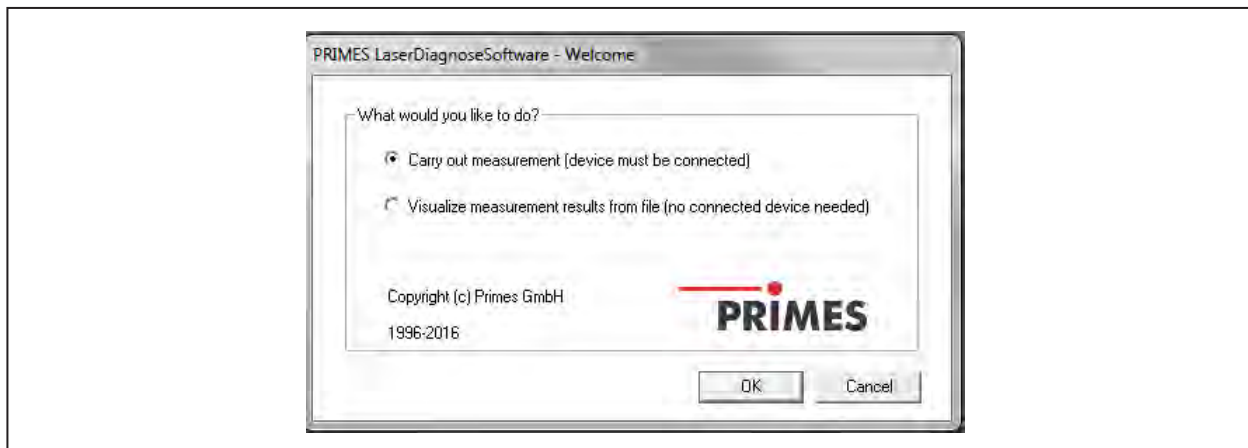 PRIMES LaserDiagnoseSoftware - Welcome
What would you like to do?
Carry out measurement (device must be connected)
Visualize measurement results from file (no connected device needed)
Copyright (c) Primes GmbH
1996-2016
PRIMES
OK
Cancel